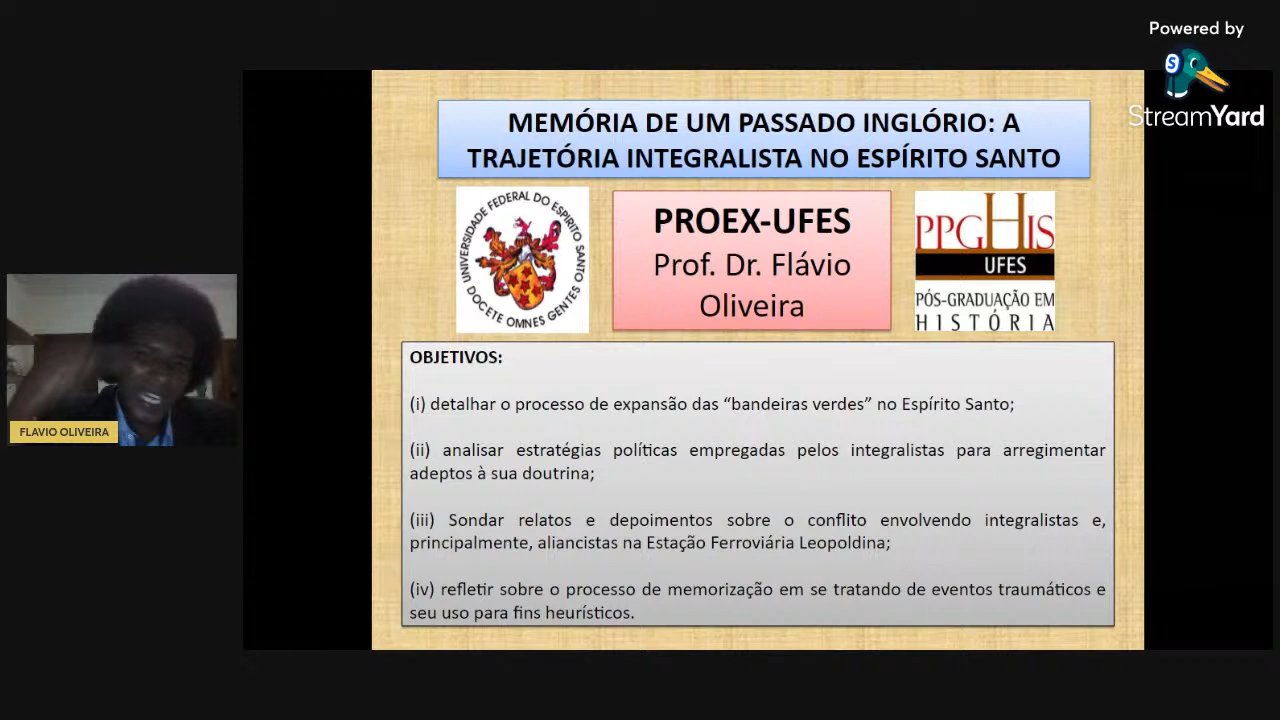 Powered by
StreamYard
MEMÓRIA DE UM PASSADO INGLÓRIO: A
TRAJETÓRIA INTEGRALISTA NO ESPÍRITO SANTO
UNIVERSIDADE FEDERAL DO ESPIRITO SANTO
DOCETE OMNES GENTES
PROEX-UFES
Prof. Dr. Flávio
Oliveira
PPGHIS
UFES
PÓS-GRADUAÇÃO EM
HISTÓRIA
FLAVIO OLIVEIRA
OBJETIVOS:
(i) detalhar o processo de expansão das “bandeiras verdes” no Espírito Santo;
(ii) analisar estratégias políticas empregadas pelos integralistas para arregimentar
adeptos à sua doutrina;
(iii) Sondar relatos e depoimentos sobre o conflito envolvendo integralistas e,
principalmente, aliancistas na Estação Ferroviária Leopoldina;
(iv) refletir sobre o processo de memorização em se tratando de eventos traumáticos e
seu uso para fins heurísticos.